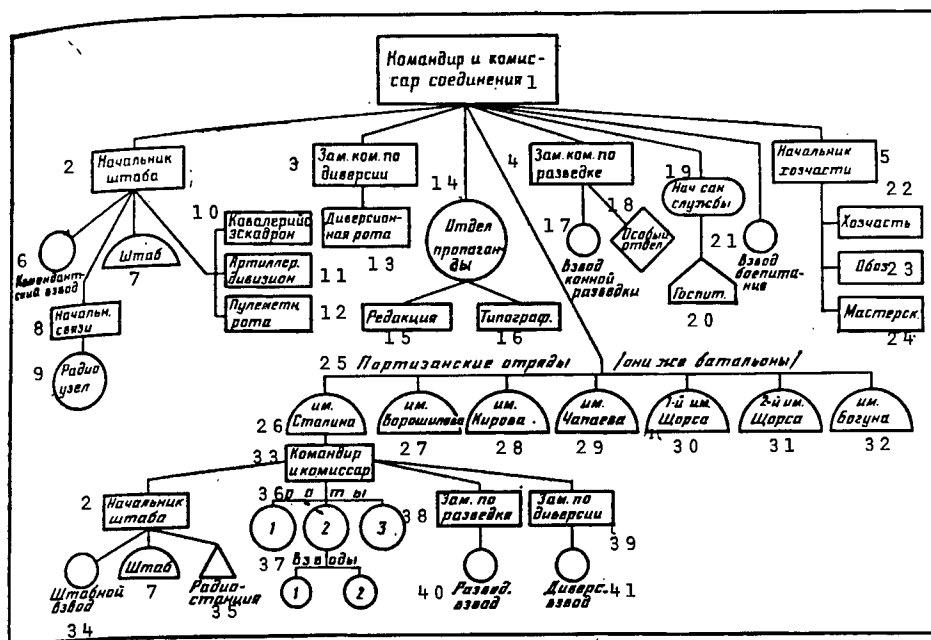 Командир и комис-
сар соединения 1
2
Начальник
штаба
3
Зам. ком. по
диверсии
4
Зам. ком. по
разведке
5
Начальник
хозчасти
6
Комендант-
ский взвод
7
Штаб
8
Начальн.
связи
9
Радио
узел
10
Кавалерийс
эскадрон
Артиллер.
дивизион
11
Пулеметн.
рота
12
Диверсион-
ная рота
13
14
Отдел
пропаган-
ды
Редакция
15
Типограф.
16
17
Взвод
конной
разведки
18
Особый
отдел
19
Нач сан
службы
Госпит.
20
21
Взвод
воспита-
ние
22
Хозчасть
Обоз 23
Мастерск.
24
25 Партизанские отряды /они же батальоны/
26
им.
Сталина
им.
Ворошилова
27
им.
Кирова
28
им.
Чапаева
29
1-й им.
Щорса
30
2-й им.
Щорса
31
им.
Богуна
32
33
Командир
и комиссар
2
Начальник
штаба
Штабной
взвод
34
Штаб
7
Радио-
станция
35
36 роты
1
2
3
37 взводы
1
2
38
Зам. по
разведке
Зам. по
диверсии
39
40
Развед.
взвод
Диверс.
взвод
41